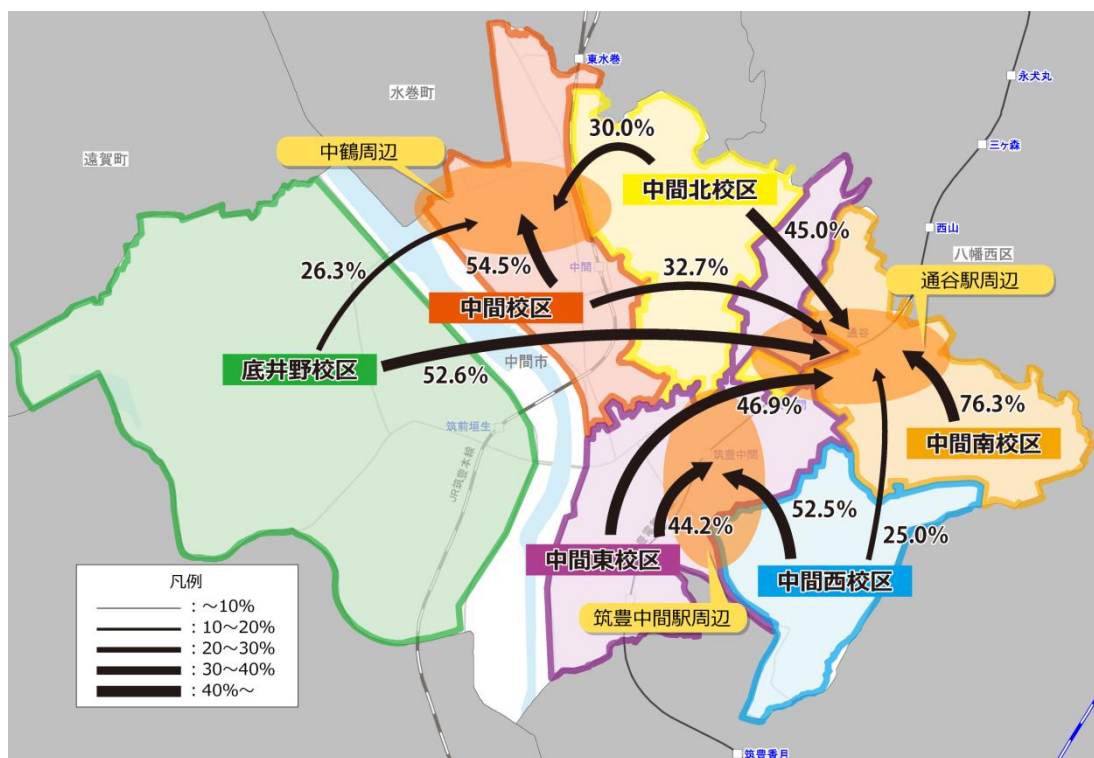 東水巻
永犬丸
水巻町
30.0%
三ヶ森
遠賀町
中鶴周辺
中間北校区
45.0%
西山
八幡西区
26.3%
54.5%
中間
32.7%
通谷駅周辺
中間校区
通谷
底井野校区
52.6%
中間市
46.9%
76.3%
中間南校区
筑前垣生
筑豊中間
JR筑豊本線
44.2%
52.5%
25.0%
中間東校区
中間西校区
筑豊中間駅周辺
凡例
:~10%
:10~20%
:20~30%
:30~40%
:40%~
筑豊香月